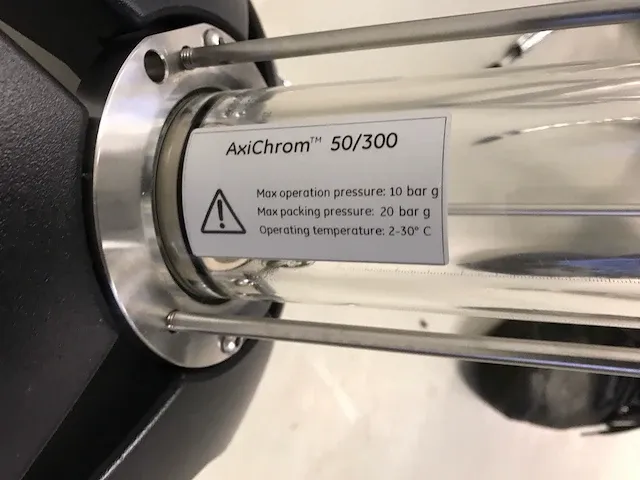 AxiChrom™ 50/300
Max operation pressure: 10 bar g
Max packing pressure: 20 bar g
Operating temperature: 2-30° C